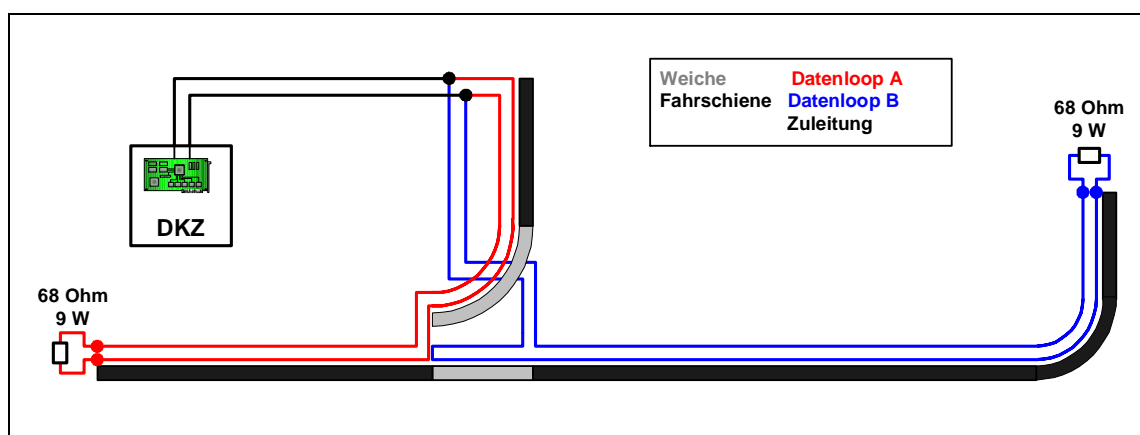 Weiche Datenloop A
Fahrschiene Datenloop B
Zuleitung
68 Ohm
9 W
DKZ
68 Ohm
9 W